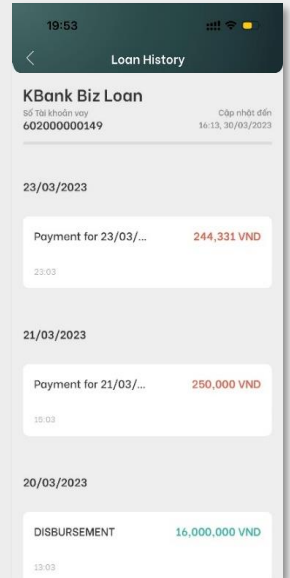 19:53
Loan History
KBank Biz Loan
Số Tài khoản vay
Cập nhật đến
602000000149
16:13, 30/03/2023
23/03/2023
Payment for 23/03/...
244,331 VND
23:03
21/03/2023
Payment for 21/03/...
250,000 VND
15:03
20/03/2023
DISBURSEMENT
16,000,000 VND
13:03